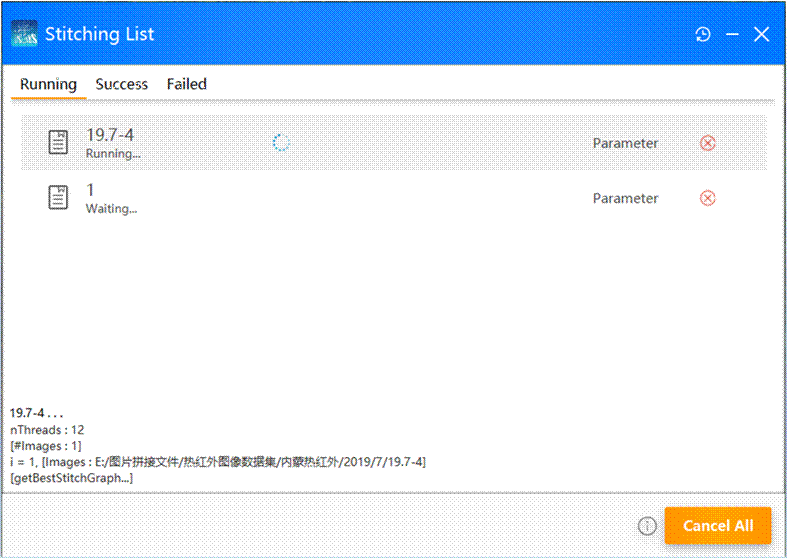 Stitching List
Running Success Failed
19.7-4
Running...
Parameter
1
Waiting...
Parameter
19.7-4 . . .
nThreads : 12
[#Images : 1]
i = 1, [Images : E:/图片拼接文件/热红外图像数据集/内蒙热红外/2019/7/19.7-4]
[getBestStitchGraph...]
Cancel All